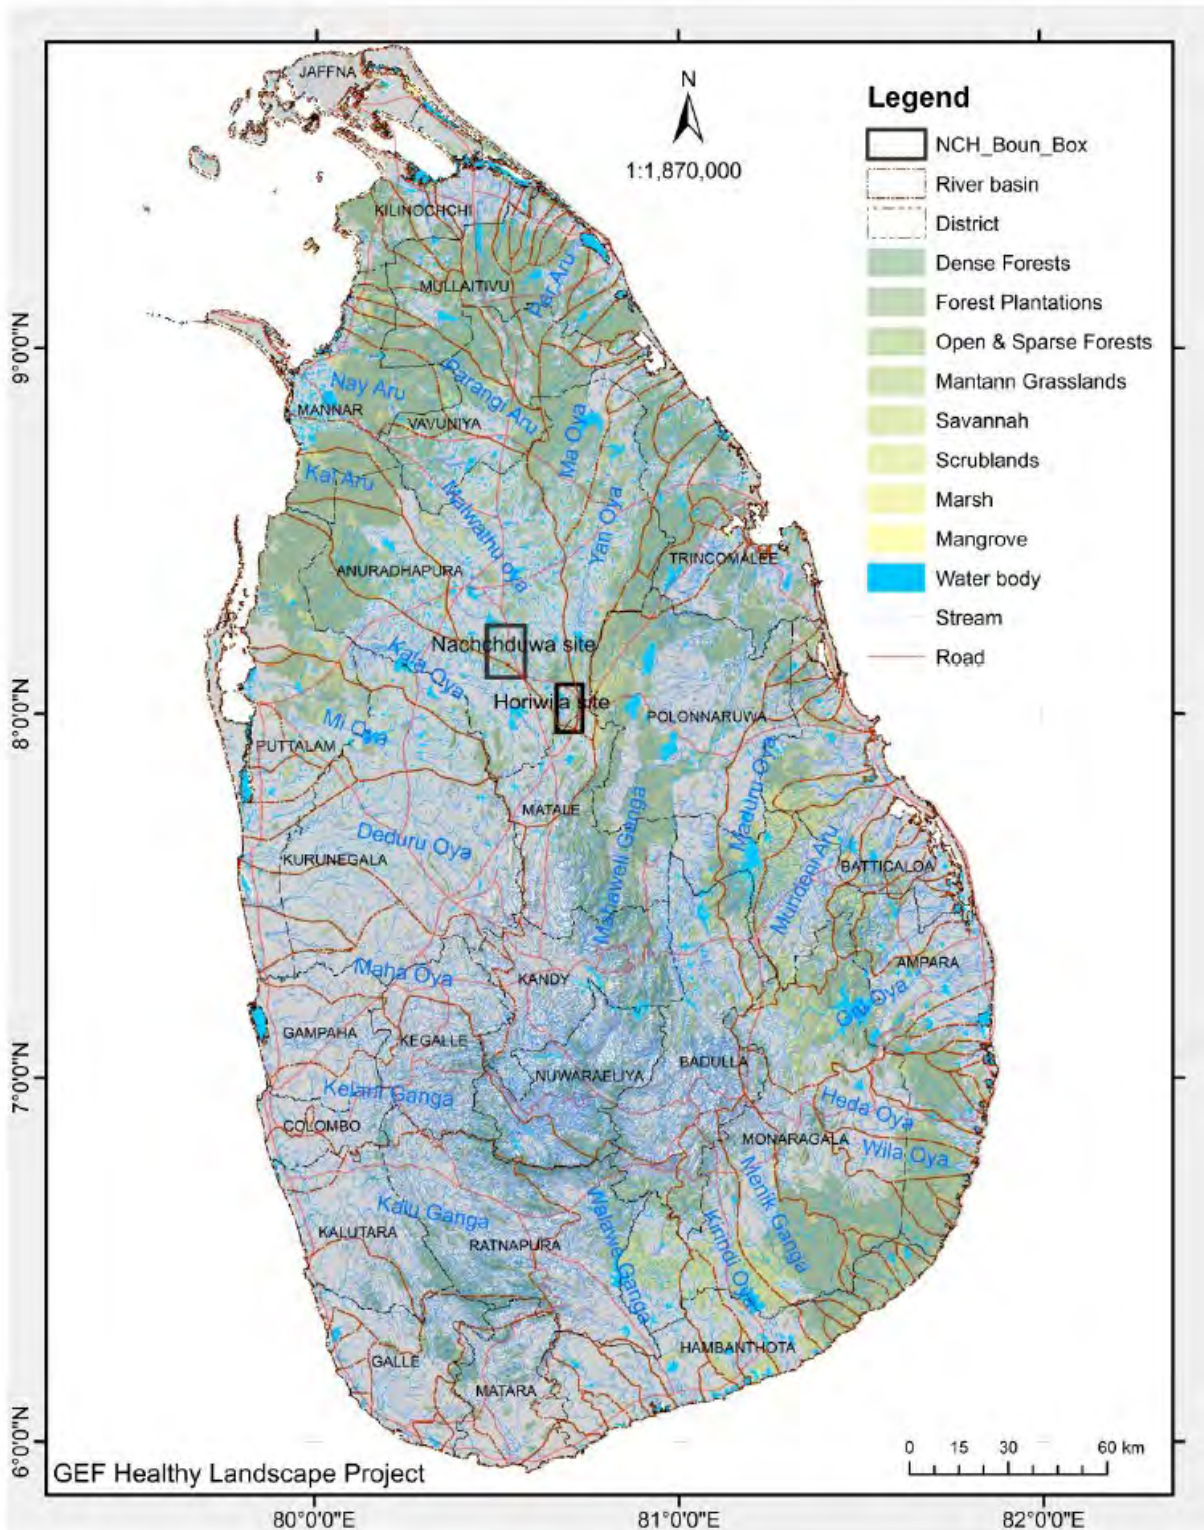 JAFFNA
N
1:1,870,000
Legend
NCH_Boun_Box
River basin
District
Dense Forests
Forest Plantations
Open & Sparse Forests
Mantann Grasslands
Savannah
Scrublands
Marsh
Mangrove
Water body
Stream
Road
KILINOCHCHI
MULLAITIVU
Per Aru
9°0'0"N
Nay Aru
Parangi Aru
MANNAR
VAVUNIYA
Ma Oya
Kal Aru
Malwathu oya
Yan Oya
TRINCOMALEE
ANURADHAPURA
Nachchduwa site
Kala Oya
Horiwila site
8°0'0"N
Mi Oya
POLONNARUWA
PUTTALAM
MATALE
Maduru Oya
Mahaweli Ganga
Deduru Oya
KURUNEGALA
Mundeni Aru
BATTICALOA
Maha Oya
KANDY
AMPARA
Gal Oya
GAMPAHA
KEGALLE
NUWARAELIYA
BADULLA
7°0'0"N
Kelani Ganga
Heda Oya
COLOMBO
MONARAGALA
Wila Oya
Menik Ganga
Kalu Ganga
Walawe Ganga
Kirindi Oya
KALUTARA
RATNAPURA
HAMBANTHOTA
GALLE
MATARA
6°0'0"N
0 15 30 60 km
GEF Healthy Landscape Project
80°0'0"E 81°0'0"E 82°0'0"E